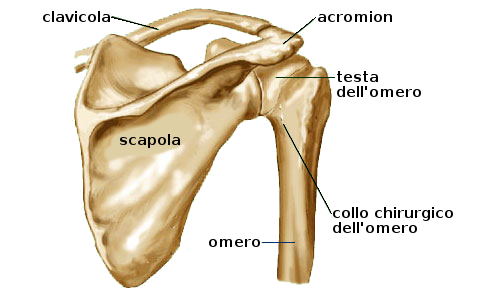 clavicola
acromion
testa
dell'omero
scapola
collo chirurgico
dell'omero
omero